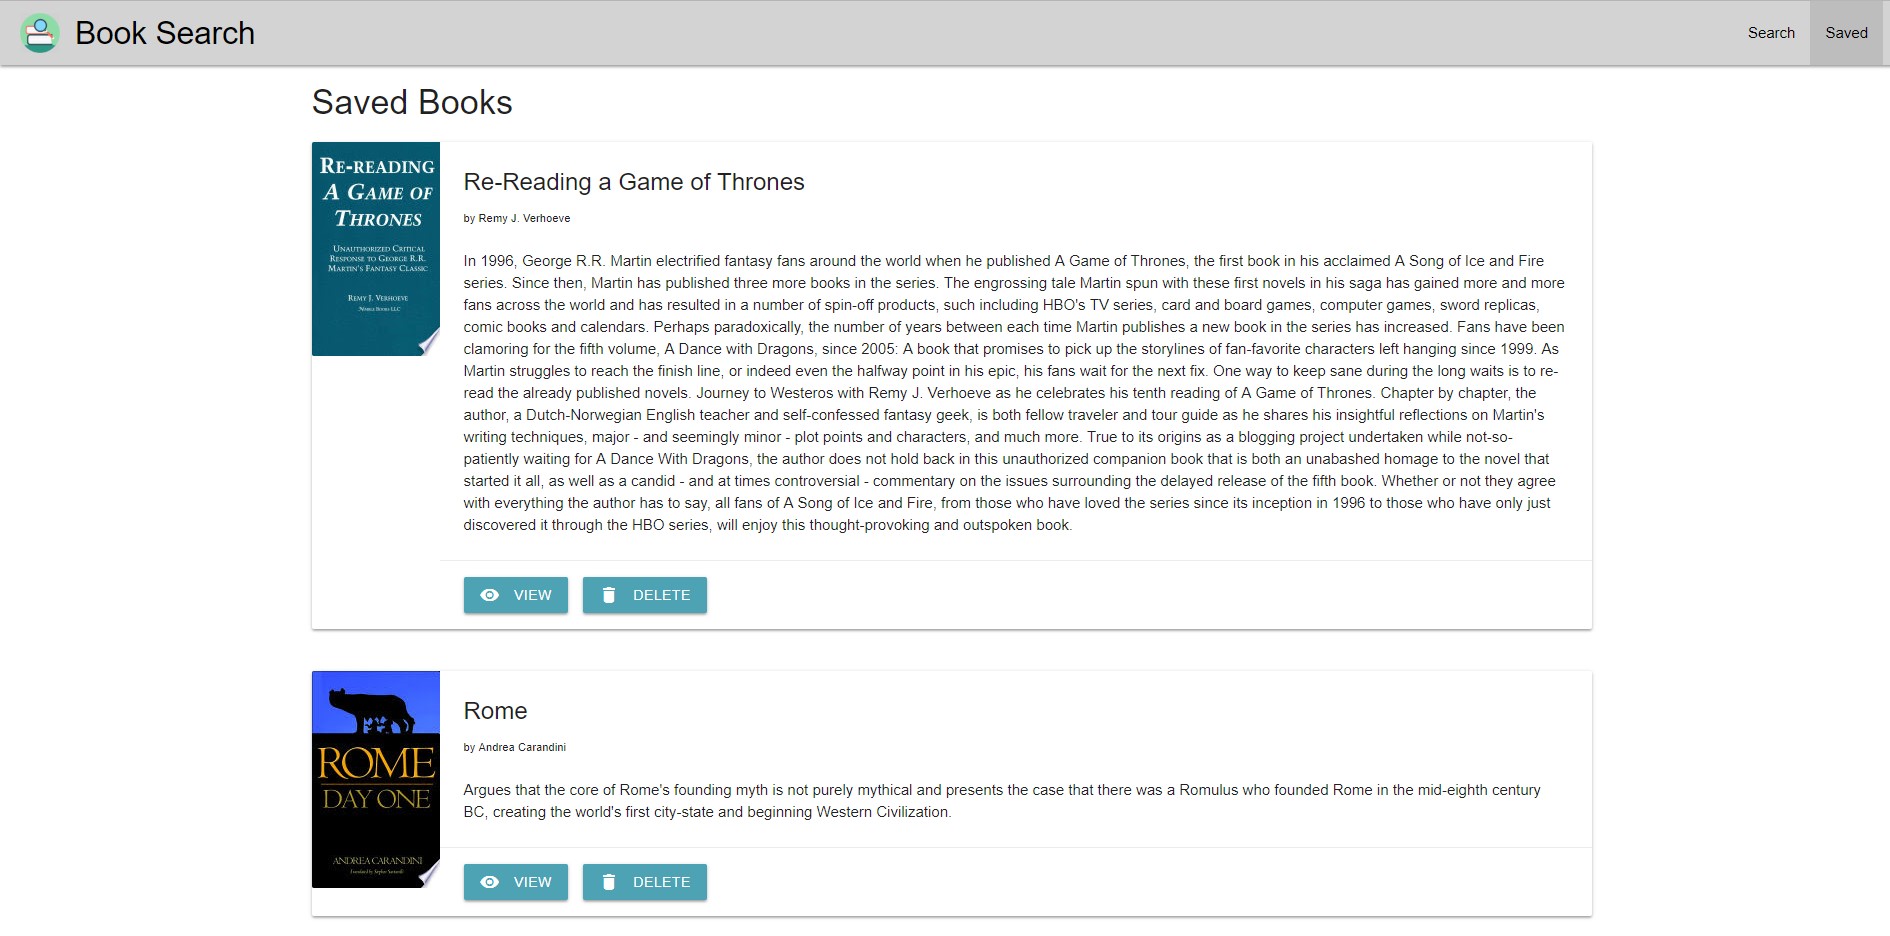 Book Search
Search
Saved
Saved Books
RE-READING
A GAME OF
THRONES
UNAUTHORIZED CRITICAL
RESPONSE TO GEORGE R.R.
MARTIN'S FANTASY CLASSIC
REMY J. VERHOEVE
Re-Reading a Game of Thrones
by Remy J. Verhoeve
In 1996, George R.R. Martin electrified fantasy fans around the world when he published A Game of Thrones, the first book in his acclaimed A Song of Ice and Fire
series. Since then, Martin has published three more books in the series. The engrossing tale Martin spun with these first novels in his saga has gained more and more
fans across the world and has resulted in a number of spin-off products, such including HBO's TV series, card and board games, computer games, sword replicas,
comic books and calendars. Perhaps paradoxically, the number of years between each time Martin publishes a new book in the series has increased. Fans have been
clamoring for the fifth volume, A Dance with Dragons, since 2005: A book that promises to pick up the storylines of fan-favorite characters left hanging since 1999. As
Martin struggles to reach the finish line, or indeed even the halfway point in his epic, his fans wait for the next fix. One way to keep sane during the long waits is to re-
read the already published novels. Journey to Westeros with Remy J. Verhoeve as he celebrates his tenth reading of A Game of Thrones. Chapter by chapter, the
author, a Dutch-Norwegian English teacher and self-confessed fantasy geek, is both fellow traveler and tour guide as he shares his insightful reflections on Martin's
writing techniques, major - and seemingly minor - plot points and characters, and much more. True to its origins as a blogging project undertaken while not-so-
patiently waiting for A Dance With Dragons, the author does not hold back in this unauthorized companion book that is both an unabashed homage to the novel that
started it all, as well as a candid - and at times controversial - commentary on the issues surrounding the delayed release of the fifth book. Whether or not they agree
with everything the author has to say, all fans of A Song of Ice and Fire, from those who have loved the series since its inception in 1996 to those who have only just
discovered it through the HBO series, will enjoy this thought-provoking and outspoken book.
VIEW
DELETE
ROME
DAY ONE
ANDREA CARANDINI
Rome
by Andrea Carandini
Argues that the core of Rome's founding myth is not purely mythical and presents the case that there was a Romulus who founded Rome in the mid-eighth century
BC, creating the world's first city-state and beginning Western Civilization.
VIEW
DELETE